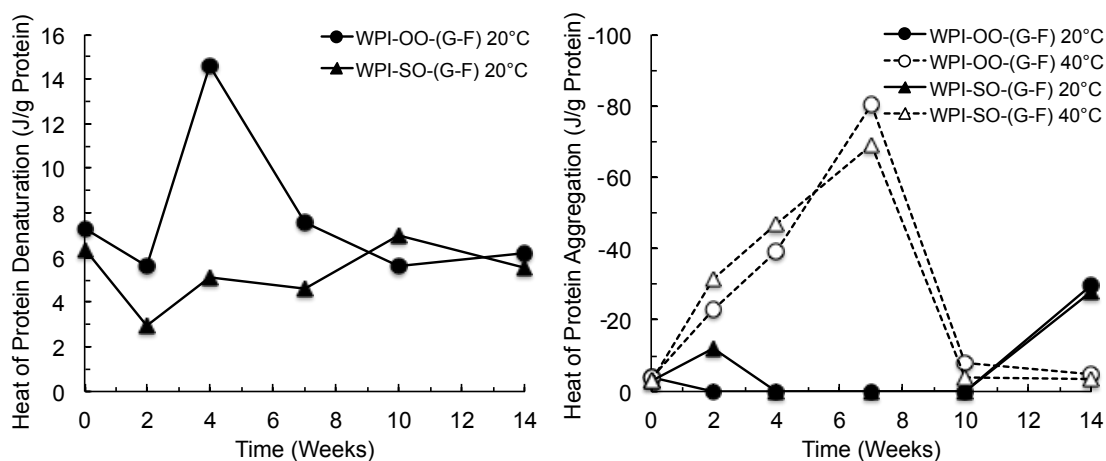 Heat of Protein Denaturation (J/g Protein)
16
14
12
10
8
6
4
2
0
WPI-OO-(G-F) 20°C
WPI-SO-(G-F) 20°C
0 2 4 6 8 10 12 14
Time (Weeks)
Heat of Protein Aggregation (J/g Protein)
-100
-80
-60
-40
-20
0
WPI-OO-(G-F) 20°C
WPI-OO-(G-F) 40°C
WPI-SO-(G-F) 20°C
WPI-SO-(G-F) 40°C
0 2 4 6 8 10 12 14
Time (Weeks)